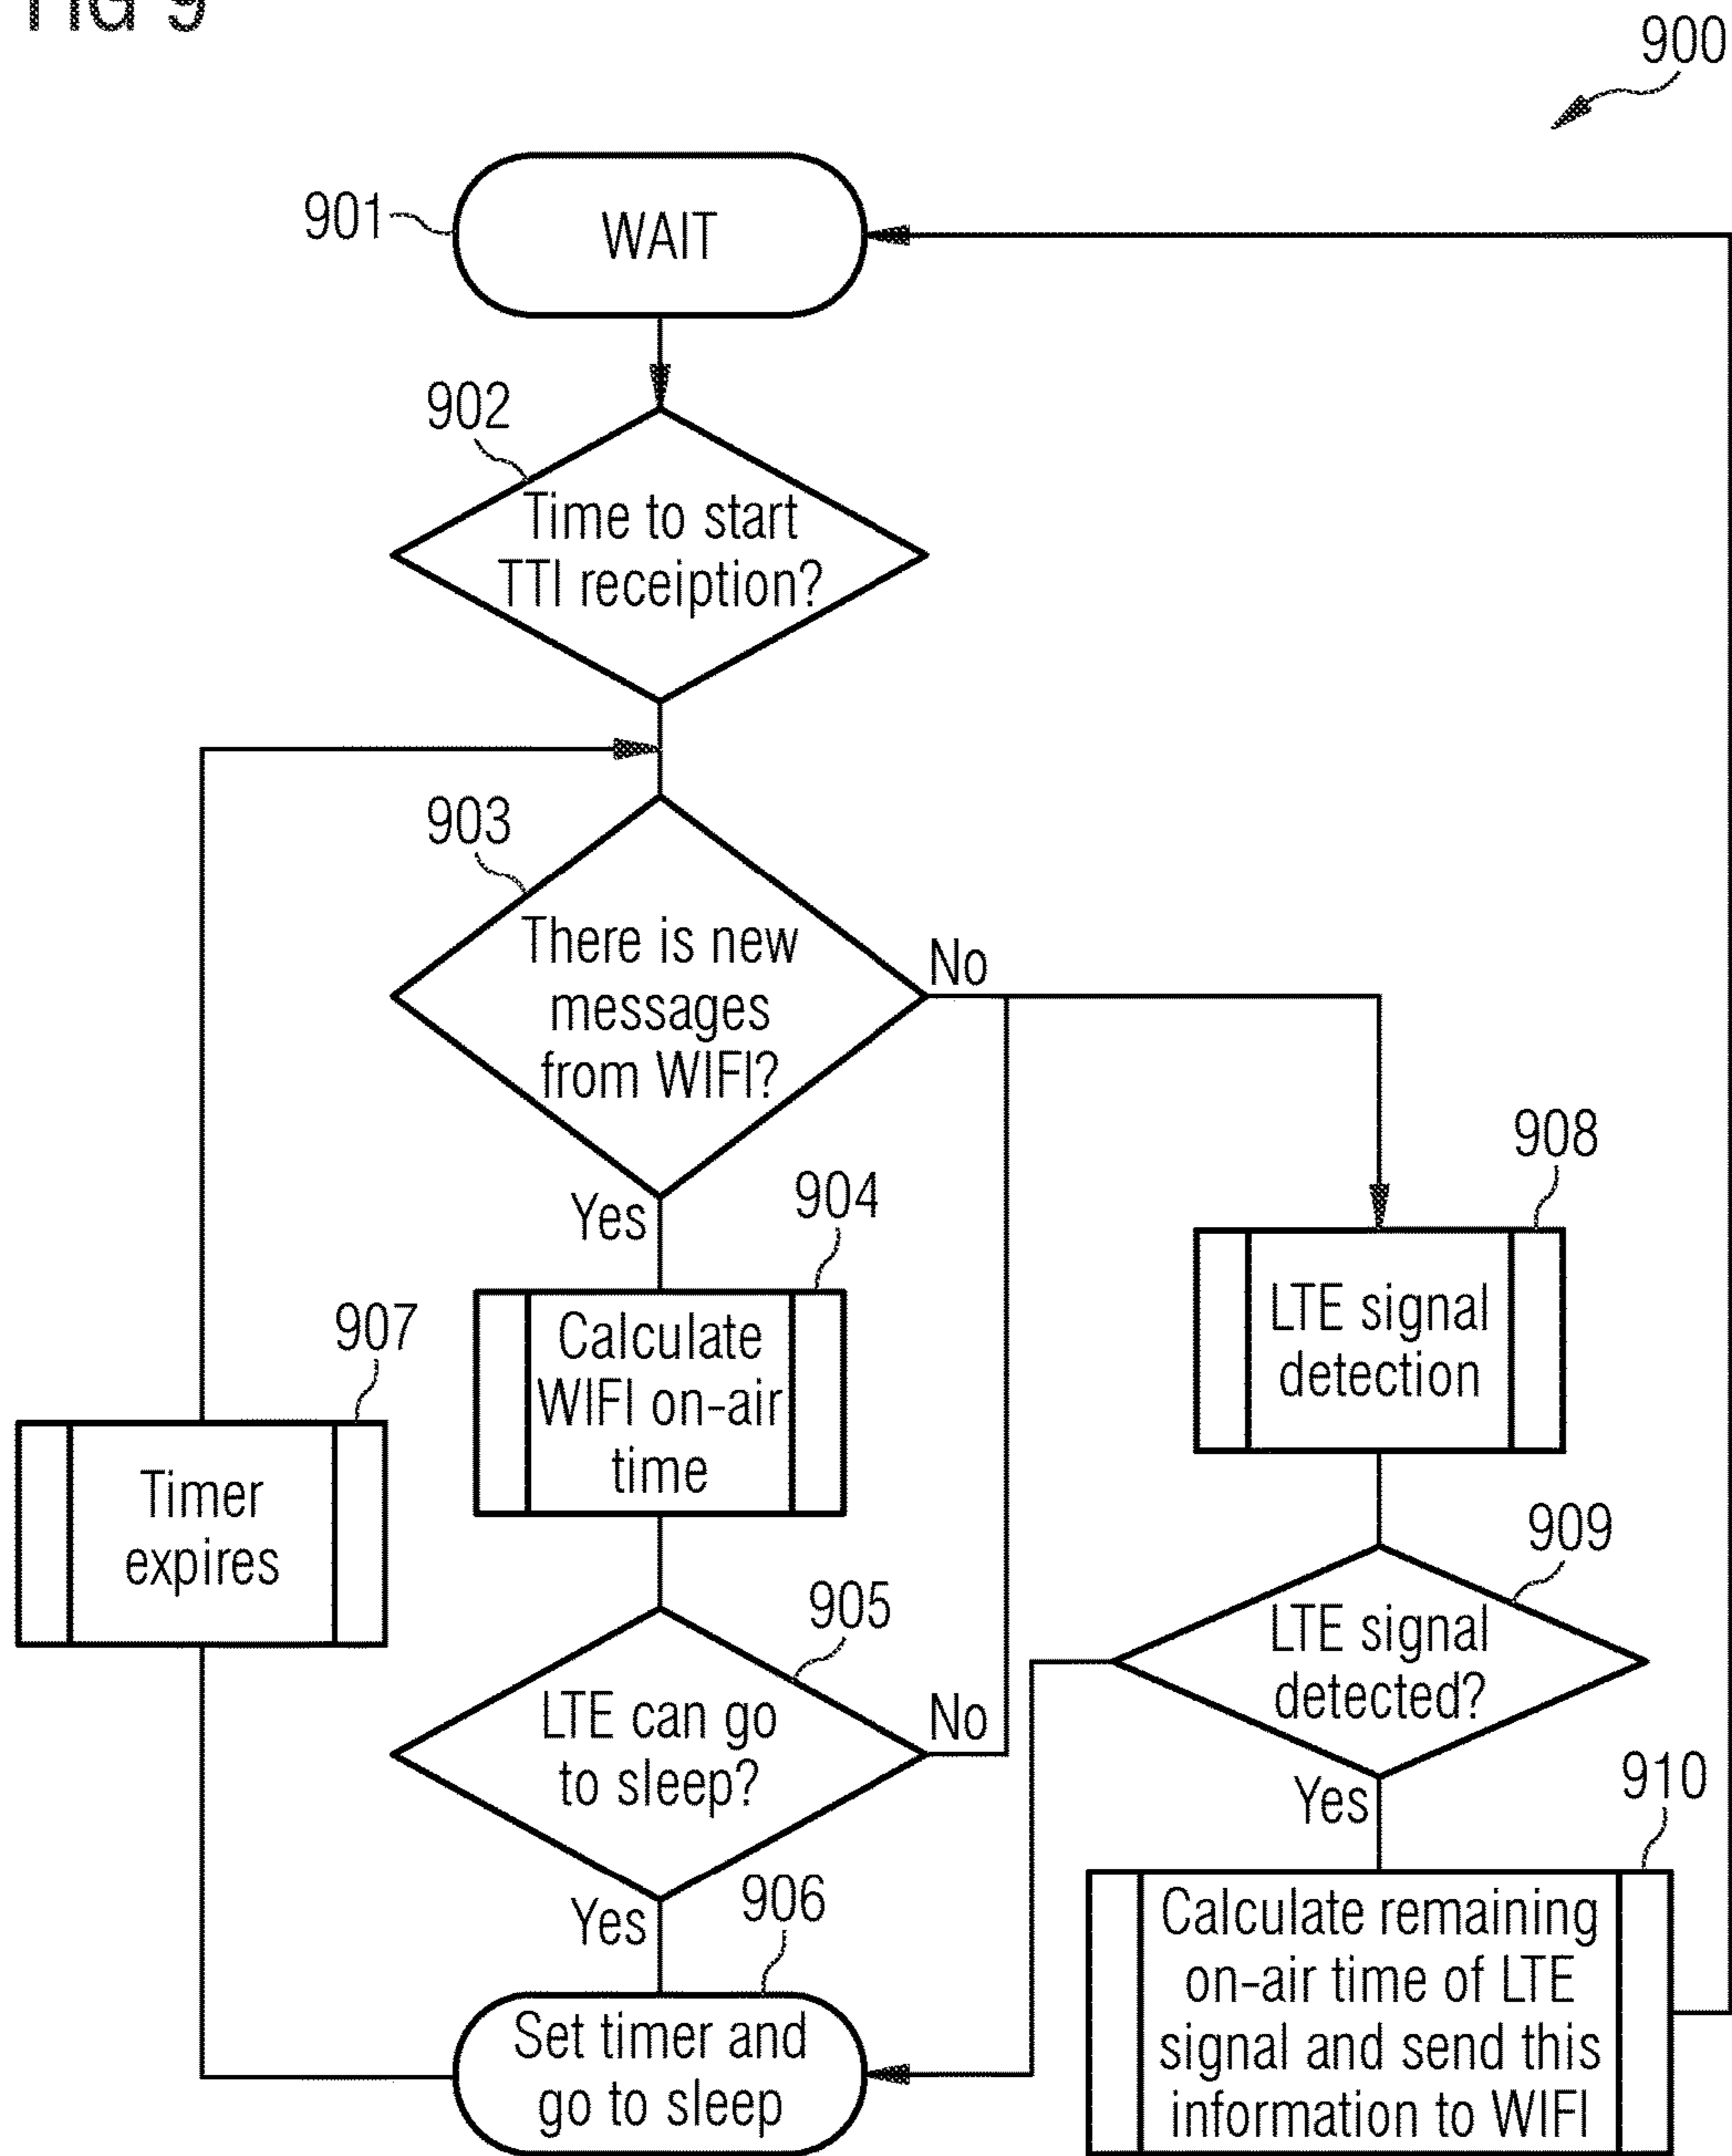 FIG 9
900
901
WAIT
902
Time to start
TTI receiption?
903
There is new
messages
from WIFI?
No
Yes
904
Calculate
WIFI on-air
time
907
Timer
expires
905
LTE can go
to sleep?
No
Yes
906
Set timer and
go to sleep
908
LTE signal
detection
909
LTE signal
detected?
Yes
910
Calculate remaining
on-air time of LTE
signal and send this
information to WIFI